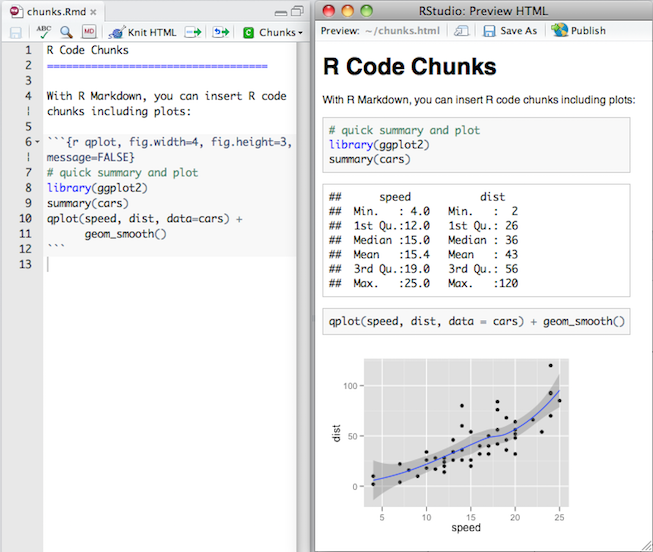 chunks.Rmd
ABC
MD
Knit HTML
C Chunks
1 R Code Chunks
2 ====================================
3
4 With R Markdown, you can insert R code
chunks including plots:
5
6 ```{r qplot, fig.width=4, fig.height=3,
message=FALSE}
7 # quick summary and plot
8 library(ggplot2)
9 summary(cars)
10 qplot(speed, dist, data=cars) +
11 geom_smooth()
12 ```
13
RStudio: Preview HTML
Preview: ~/chunks.html
Save As
Publish
R Code Chunks
With R Markdown, you can insert R code chunks including plots:
# quick summary and plot
library(ggplot2)
summary(cars)
## speed dist
## Min. : 4.0 Min. : 2
## 1st Qu.:12.0 1st Qu.: 26
## Median :15.0 Median : 36
## Mean :15.4 Mean : 43
## 3rd Qu.:19.0 3rd Qu.: 56
## Max. :25.0 Max. :120
qplot(speed, dist, data = cars) + geom_smooth()
100
50
0
dist
5 10 15 20 25
speed